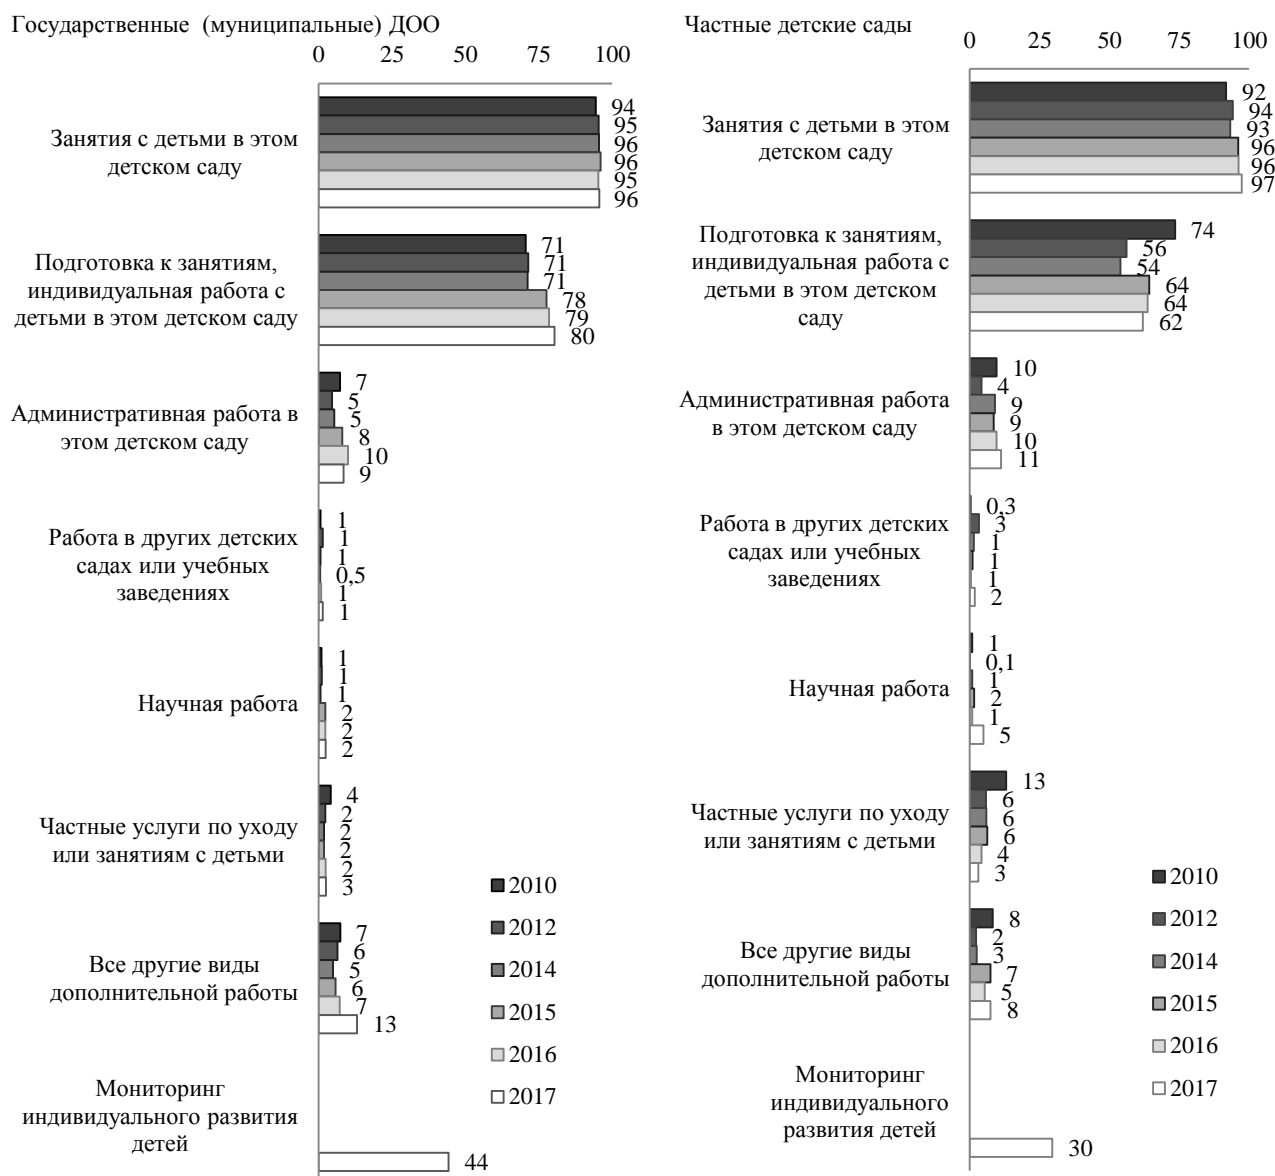 Государственные (муниципальные) ДОО
0 25 50 75 100
Занятия с детьми в этом
детском саду
94
95
96
96
95
96
Подготовка к занятиям,
индивидуальная работа с
детьми в этом детском саду
71
71
71
78
79
80
Административная работа в
этом детском саду
7
5
5
8
10
9
Работа в других детских
садах или учебных
заведениях
1
1
1
0,5
1
1
Научная работа
1
1
1
2
2
2
Частные услуги по уходу
или занятиям с детьми
4
2
2
2
2
3
Все другие виды
дополнительной работы
7
6
5
6
7
13
Мониторинг
индивидуального развития
детей
44
2010
2012
2014
2015
2016
2017
Частные детские сады
0 25 50 75 100
Занятия с детьми в этом
детском саду
92
94
93
96
96
97
Подготовка к занятиям,
индивидуальная работа с
детьми в этом детском
саду
74
56
54
64
64
62
Административная работа
в этом детском саду
10
4
9
9
10
11
Работа в других детских
садах или учебных
заведениях
0,3
3
1
1
1
2
Научная работа
1
0,1
1
2
1
5
Частные услуги по уходу
или занятиям с детьми
13
6
6
6
4
3
Все другие виды
дополнительной работы
8
2
3
7
5
8
Мониторинг
индивидуального
развития детей
30
2010
2012
2014
2015
2016
2017